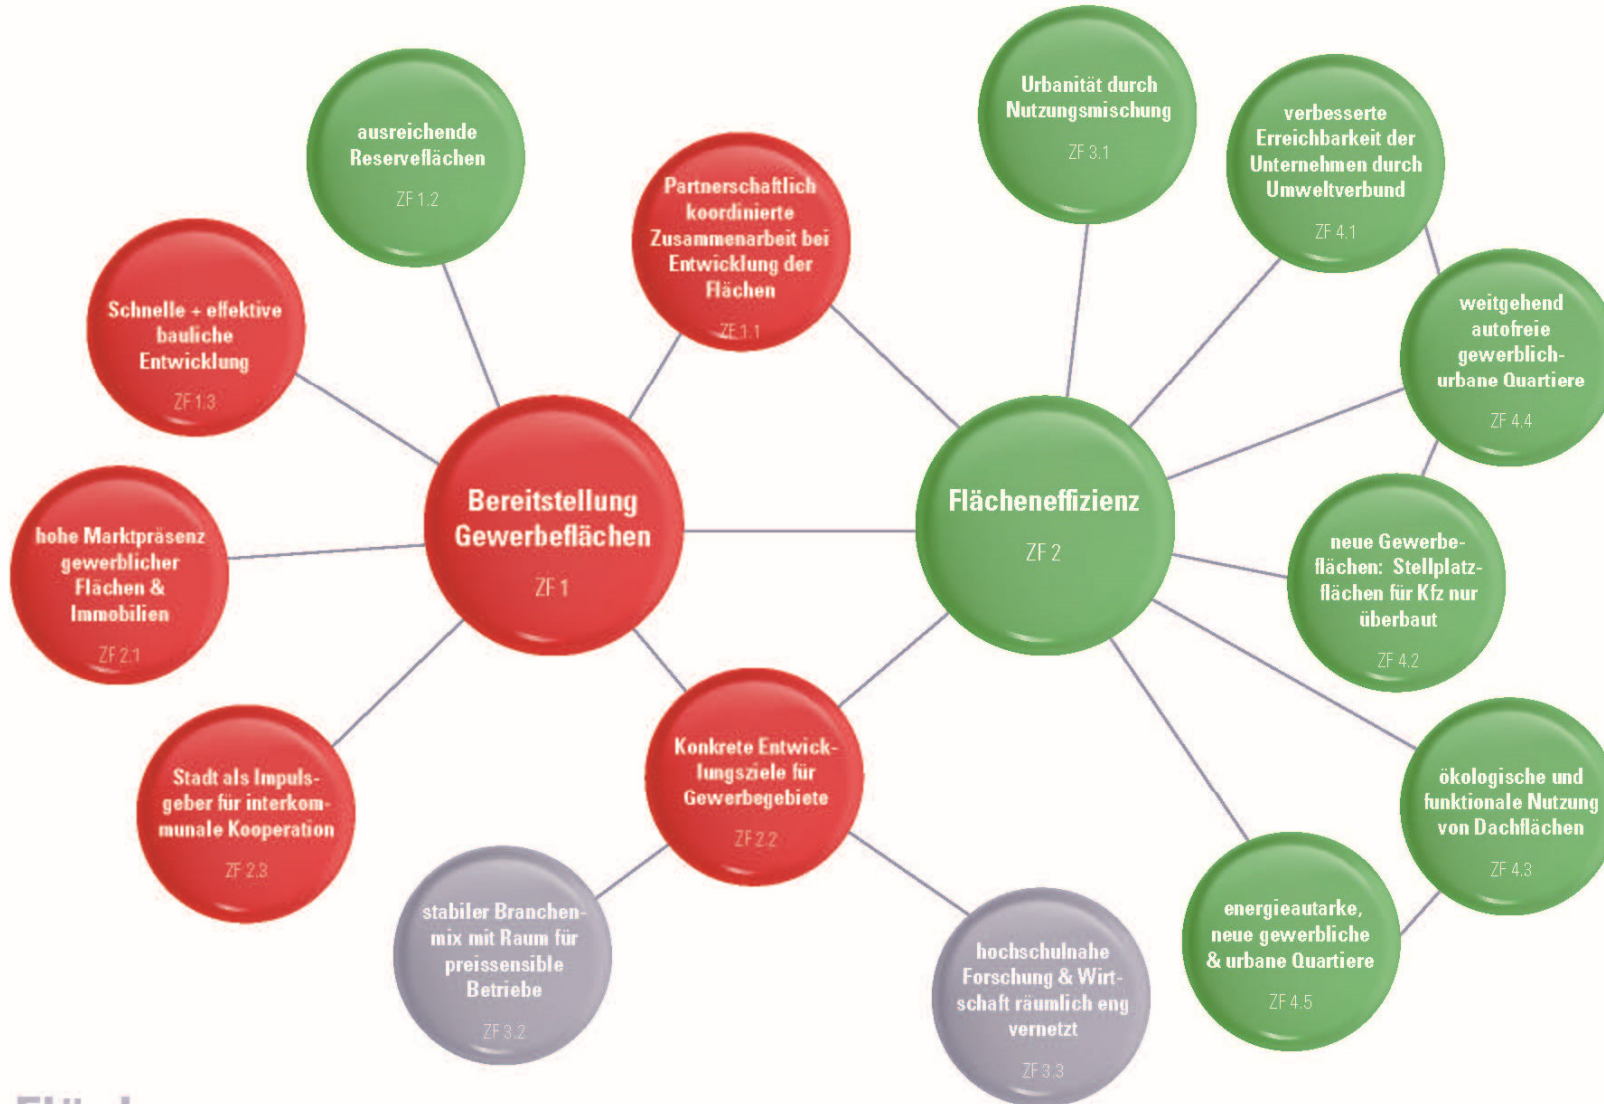 Urbanität durch
Nutzungsmischung
ZF 3.1
verbesserte
Erreichbarkeit der
Unternehmen durch
Umweltverbund
ZF 4.1
ausreichende
Reserveflächen
ZF 1.2
Partnerschaftlich
koordinierte
Zusammenarbeit bei
Entwicklung der
Flächen
ZF 1.1
Schnelle + effektive
bauliche
Entwicklung
ZF 1.3
weitgehend
autofreie
gewerblich-
urbane Quartiere
ZF 4.4
Bereitstellung
Gewerbeflächen
ZF 1
Flächeneffizienz
ZF 2
hohe Marktpräsenz
gewerblicher
Flächen &
Immobilien
ZF 2.1
neue Gewerbe-
flächen: Stellplatz-
flächen für Kfz nur
überbaut
ZF 4.2
Stadt als Impuls-
geber für interkom-
munale Kooperation
ZF 2.3
Konkrete Entwick-
lungsziele für
Gewerbegebiete
ZF 2.2
ökologische und
funktionale Nutzung
von Dachflächen
ZF 4.3
stabiler Branchen-
mix mit Raum für
preissensible
Betriebe
ZF 3.2
hochschulnahe
Forschung & Wirt-
schaft räumlich eng
vernetzt
ZF 3.3
energieautarke,
neue gewerbliche
& urbane Quartiere
ZF 4.5